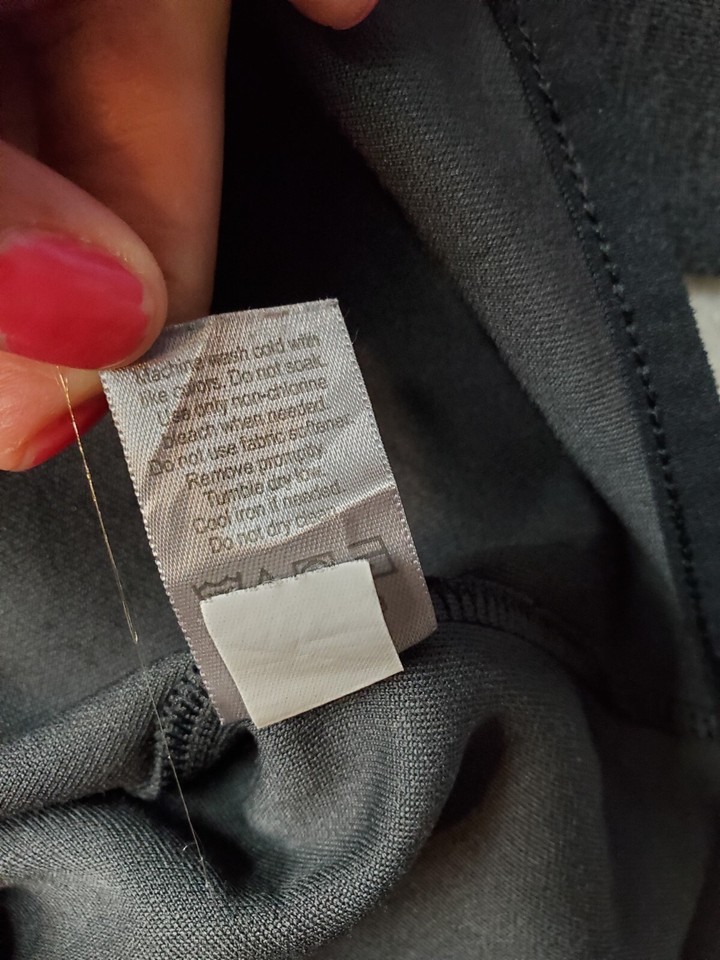 Machine wash cold with
like colors. Do not soak.
Use only non-chlorine
bleach when needed.
Do not use fabric softener.
Remove promptly
Tumble dry low.
Cool iron if needed.
Do not dry clean.